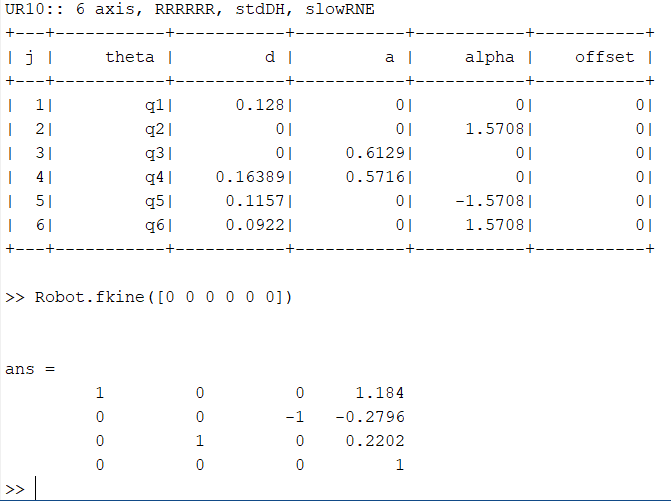 UR10:: 6 axis, RRRRRR, stdDH, slowRNE
+---+-----------+-----------+-----------+-----------+-----------+
| j |     theta |         d |         a |     alpha |    offset |
+---+-----------+-----------+-----------+-----------+-----------+
|  1|         q1|      0.128|          0|          0|          0|
|  2|         q2|          0|          0|     1.5708|          0|
|  3|         q3|          0|     0.6129|          0|          0|
|  4|         q4|    0.16389|     0.5716|          0|          0|
|  5|         q5|     0.1157|          0|    -1.5708|          0|
|  6|         q6|     0.0922|          0|     1.5708|          0|
+---+-----------+-----------+-----------+-----------+-----------+
>> Robot.fkine([0 0 0 0 0 0])
ans =
1 0 0 1.184
0 0 -1 -0.2796
0 1 0 0.2202
0 0 0 1
>>